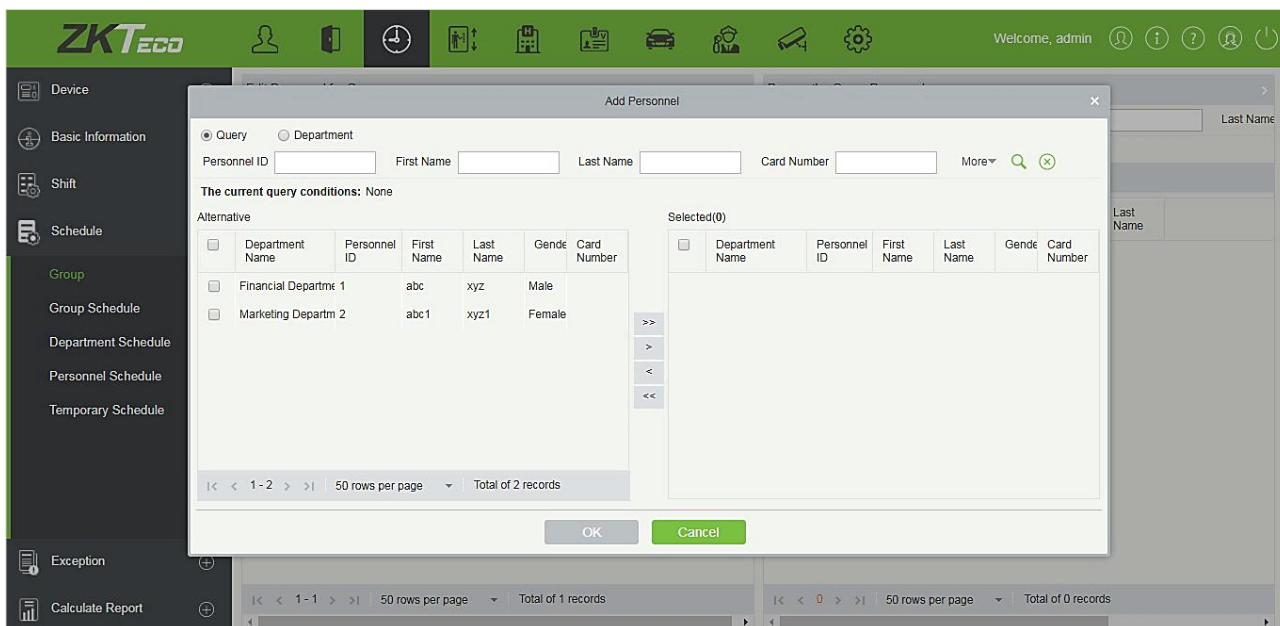 ZKTECO
Welcome, admin
Device
Basic Information
Shift
Schedule
Group
Group Schedule
Department Schedule
Personnel Schedule
Temporary Schedule
Exception
Calculate Report
Add Personnel ×
Query Department
Personnel ID First Name Last Name Card Number More
The current query conditions: None
Alternative
Department Name Personnel ID First Name Last Name Gende Card Number
Financial Departme 1 abc xyz Male
Marketing Departm 2 abc1 xyz1 Female
|< < 1 - 2 > >| 50 rows per page Total of 2 records
>>
>
<
<<
Selected(0)
Department Name Personnel ID First Name Last Name Gende Card Number
OK Cancel
Last Name
Last Name
|< < 1 - 1 > >| 50 rows per page Total of 1 records
|< < 0 > >| 50 rows per page Total of 0 records